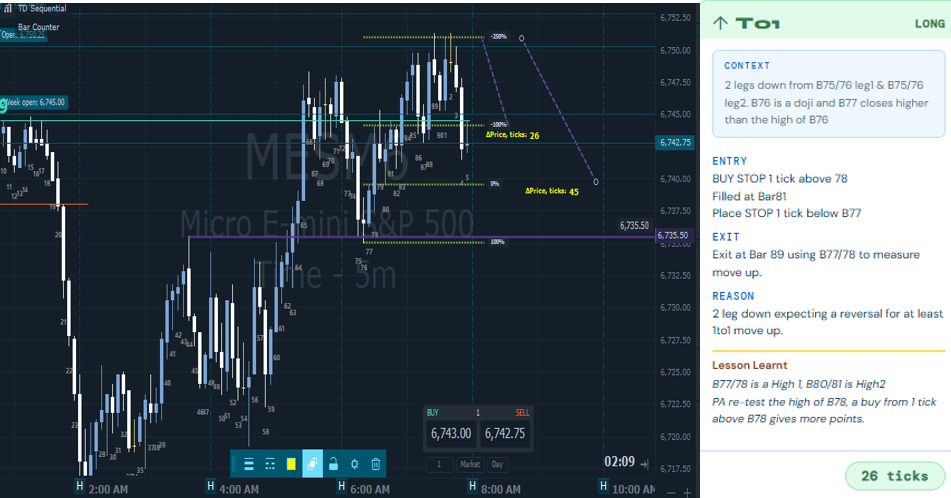 TD Sequential
Bar Counter
Week open: 6,745.00
MESM6
Micro E-mini S&P 500
Time - 5m
-250%
-100%
0%
100%
ΔPrice, ticks: 26
ΔPrice, ticks: 45
6,735.50
6,752.50
6,750.00
6,747.50
6,745.00
6,742.75
6,740.00
6,737.50
6,735.50
6,732.50
6,730.00
6,727.50
6,725.00
6,722.50
6,720.00
6,717.50
BUY 1 SELL
6,743.00 6,742.75
1 Market Day
02:09
H 2:00 AM H 4:00 AM H 6:00 AM H 8:00 AM H 10:00 AM
↑ T01 LONG
CONTEXT
2 legs down from B75/76 leg1 & B75/76
leg2. B76 is a doji and B77 closes higher
than the high of B76
ENTRY
BUY STOP 1 tick above 78
Filled at Bar81
Place STOP 1 tick below B77
EXIT
Exit at Bar 89 using B77/78 to measure
move up.
REASON
2 leg down expecting a reversal for at least
1to1 move up.
Lesson Learnt
B77/78 is a High 1, B80/81 is High2
PA re-test the high of B78, a buy from 1 tick
above B78 gives more points.
26 ticks